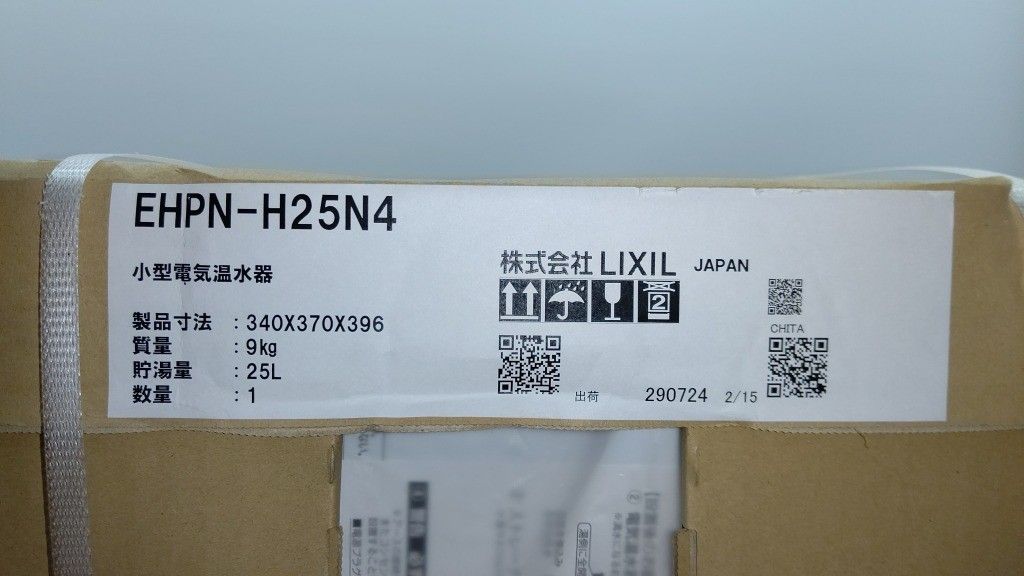 EHPN-H25N4
小型電気温水器
製品寸法 : 340X370X396
質量 : 9kg
貯湯量 : 25L
数量 : 1
株式会社 LIXIL JAPAN
2
CHITA
出荷 290724 2/15